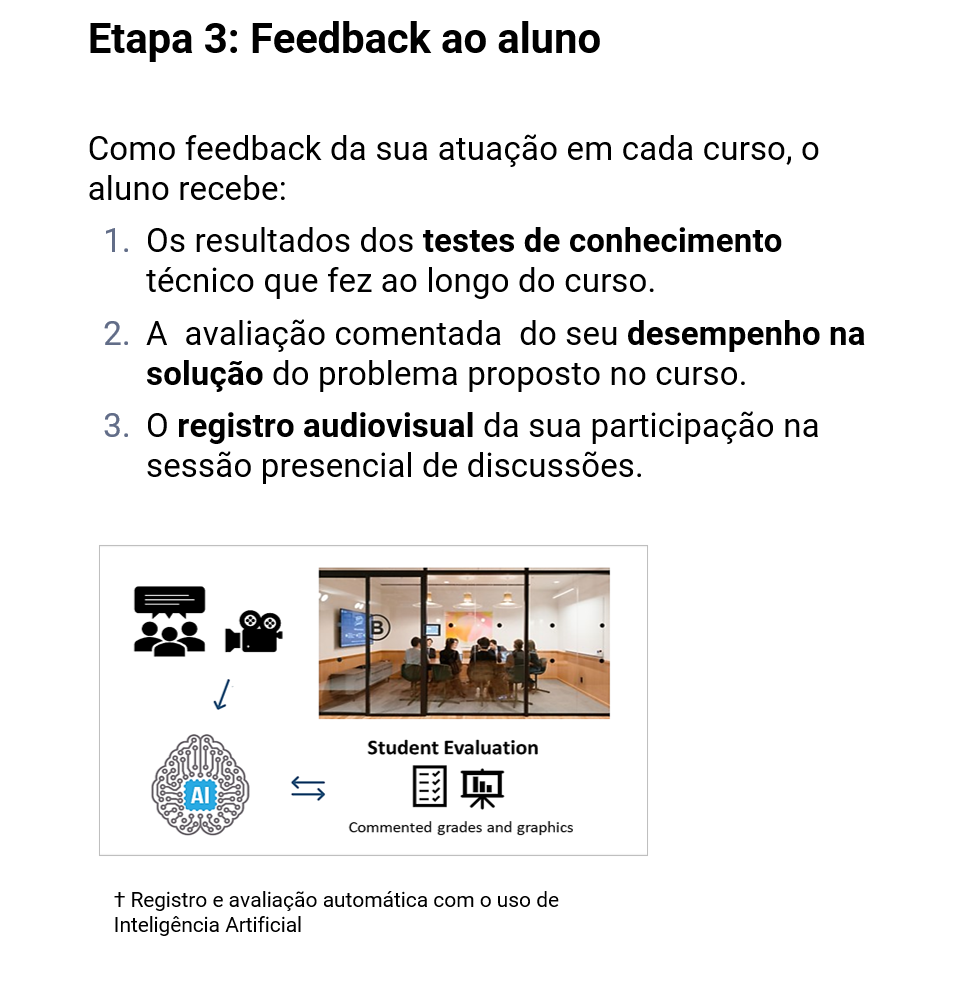 Etapa 3: Feedback ao aluno
Como feedback da sua atuação em cada curso, o
aluno recebe:
1. Os resultados dos testes de conhecimento
técnico que fez ao longo do curso.
2. A  avaliação comentada  do seu desempenho na
solução do problema proposto no curso.
3. O registro audiovisual da sua participação na
sessão presencial de discussões.
B
Student Evaluation
AI
Commented grades and graphics
† Registro e avaliação automática com o uso de
Inteligência Artificial